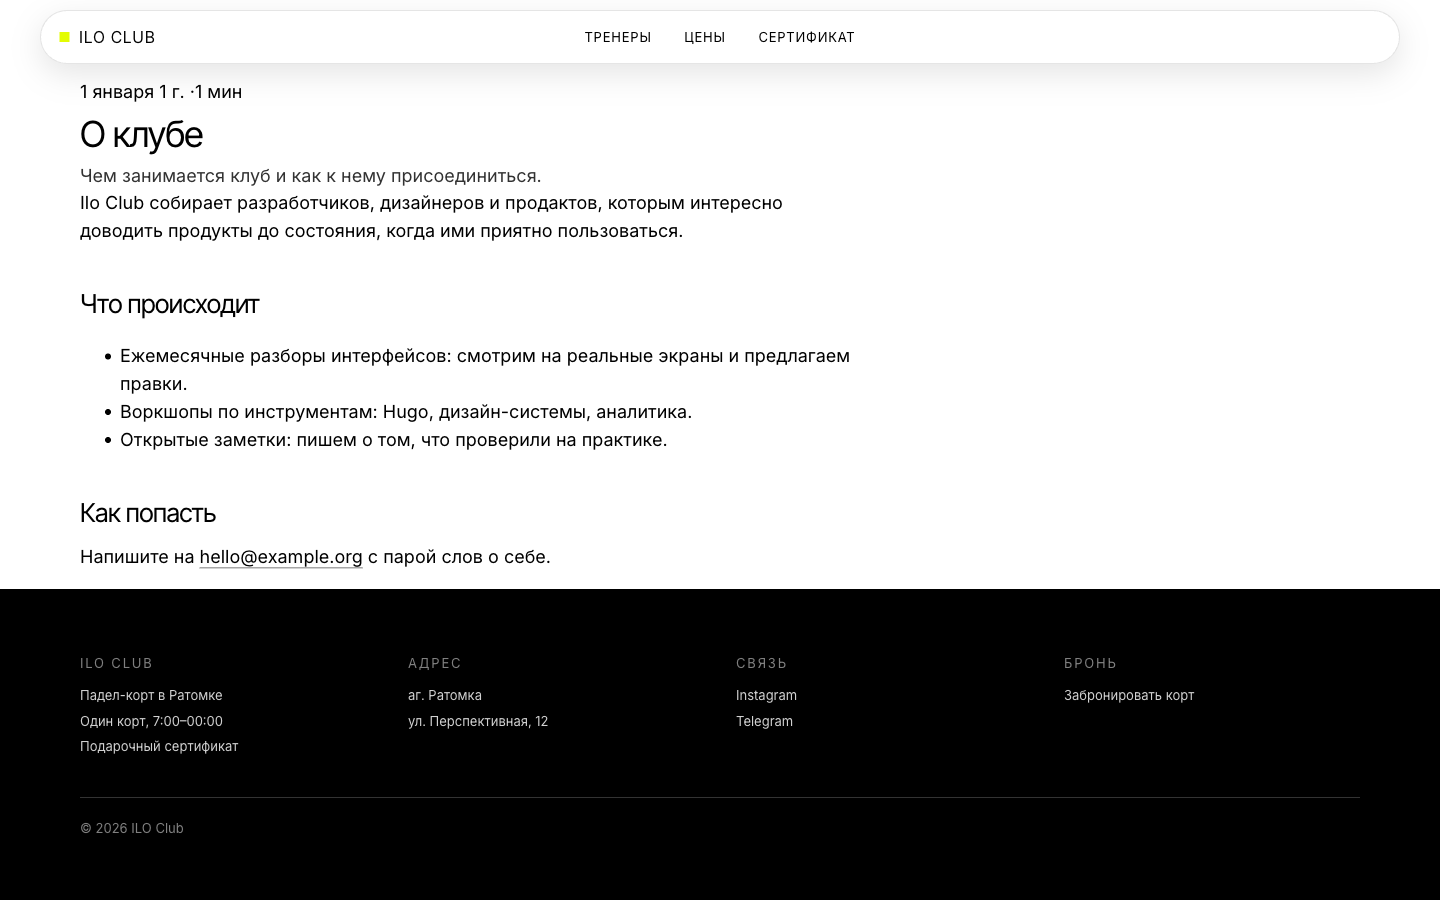 ILO CLUB
ТРЕНЕРЫ ЦЕНЫ СЕРТИФИКАТ
1 января 1 г. ·1 мин
О клубе
Чем занимается клуб и как к нему присоединиться.
Ilo Club собирает разработчиков, дизайнеров и продактов, которым интересно
доводить продукты до состояния, когда ими приятно пользоваться.
Что происходит
• Ежемесячные разборы интерфейсов: смотрим на реальные экраны и предлагаем
правки.
• Воркшопы по инструментам: Hugo, дизайн-системы, аналитика.
• Открытые заметки: пишем о том, что проверили на практике.
Как попасть
Напишите на hello@example.org с парой слов о себе.
ILO CLUB
Падел-корт в Ратомке
Один корт, 7:00–00:00
Подарочный сертификат
АДРЕС
аг. Ратомка
ул. Перспективная, 12
СВЯЗЬ
Instagram
Telegram
БРОНЬ
Забронировать корт
© 2026 ILO Club